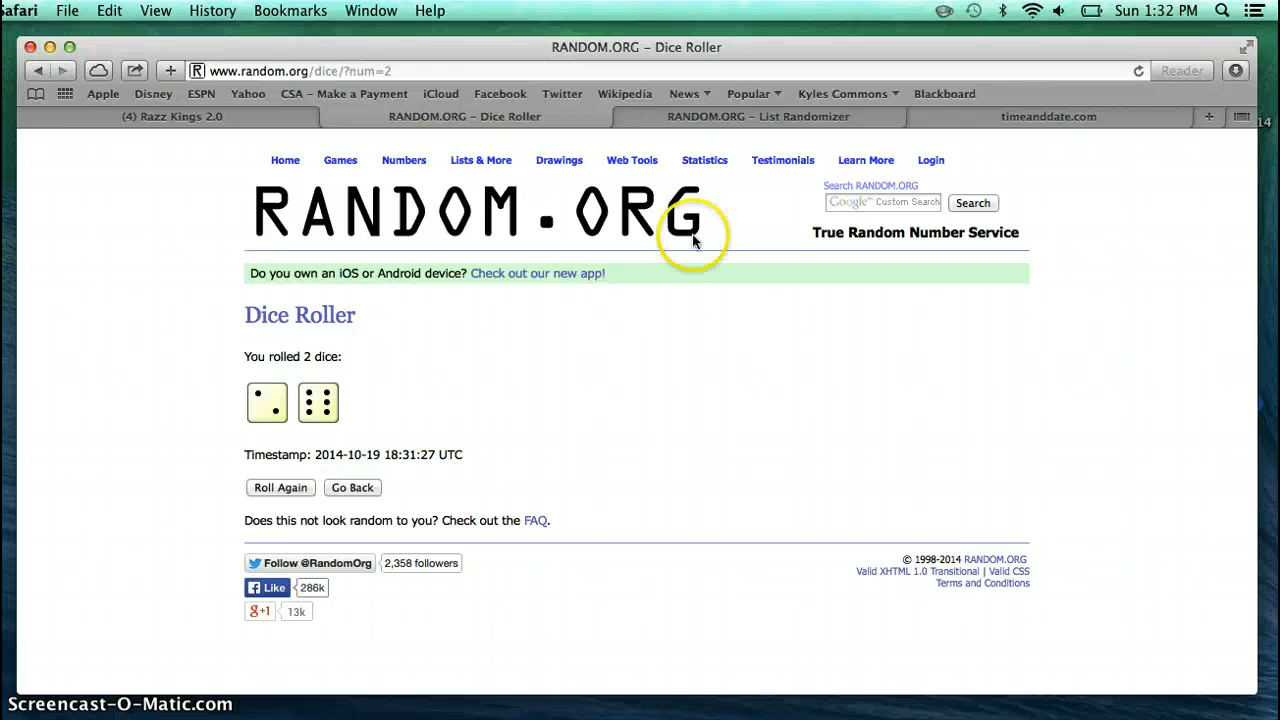 Safari File Edit View History Bookmarks Window Help Sun 1:32 PM
RANDOM.ORG – Dice Roller
www.random.org/dice/?num=2 Reader
Apple Disney ESPN Yahoo CSA – Make a Payment iCloud Facebook Twitter Wikipedia News Popular Kyles Commons Blackboard
(4) Razz Kings 2.0 RANDOM.ORG – Dice Roller RANDOM.ORG – List Randomizer timeanddate.com + 14
Home Games Numbers Lists & More Drawings Web Tools Statistics Testimonials Learn More Login
RANDOM.ORG
Search RANDOM.ORG
Google™ Custom Search Search
True Random Number Service
Do you own an iOS or Android device? Check out our new app!
Dice Roller
You rolled 2 dice:
Timestamp: 2014-10-19 18:31:27 UTC
Roll Again Go Back
Does this not look random to you? Check out the FAQ.
Follow @RandomOrg 2,358 followers
Like 286k
g+1 13k
© 1998-2014 RANDOM.ORG
Valid XHTML 1.0 Transitional | Valid CSS
Terms and Conditions
Screencast-O-Matic.com